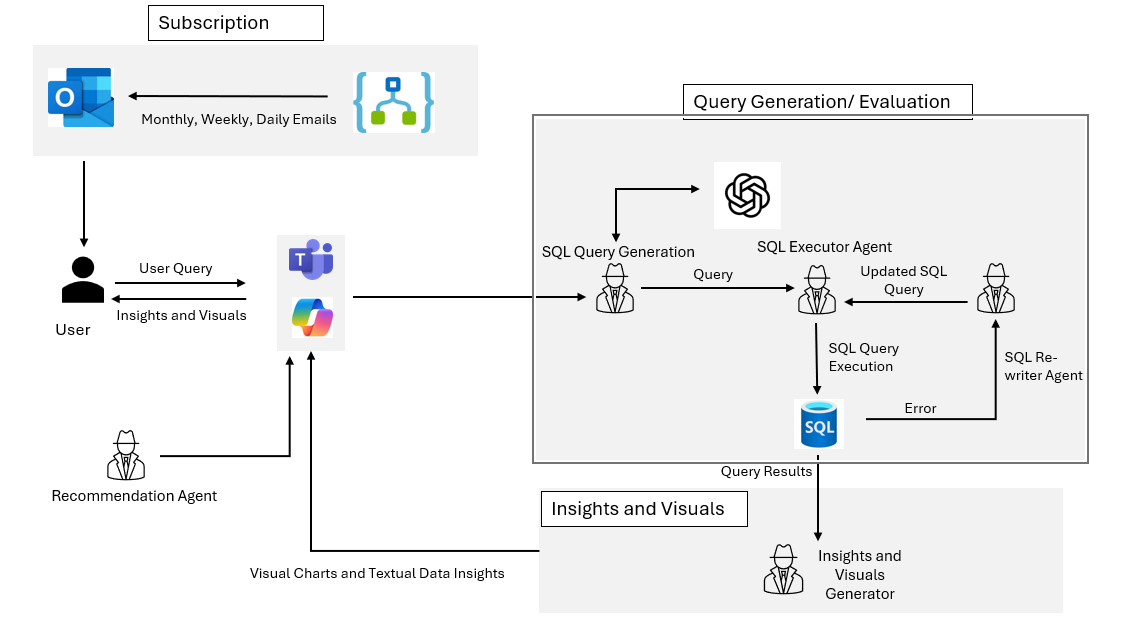 Subscription
Monthly, Weekly, Daily Emails
O
Query Generation/ Evaluation
SQL Query Generation
SQL Executor Agent
Query
Updated SQL
Query
SQL Query
Execution
SQL Re-
writer Agent
Error
SQL
Query Results
User Query
Insights and Visuals
User
T
Recommendation Agent
Visual Charts and Textual Data Insights
Insights and Visuals
Insights and
Visuals
Generator